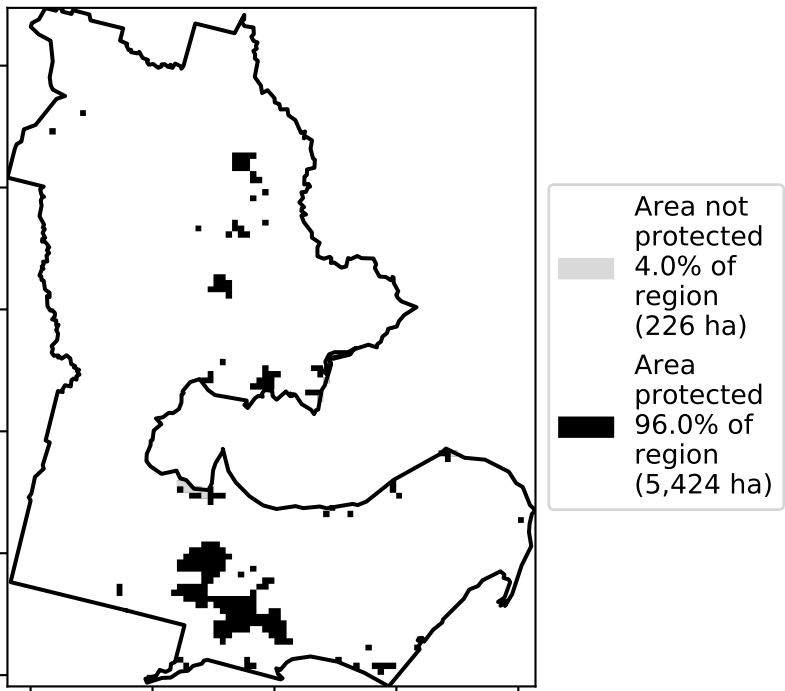 Area not
protected
4.0% of
region
(226 ha)
Area
protected
96.0% of
region
(5,424 ha)